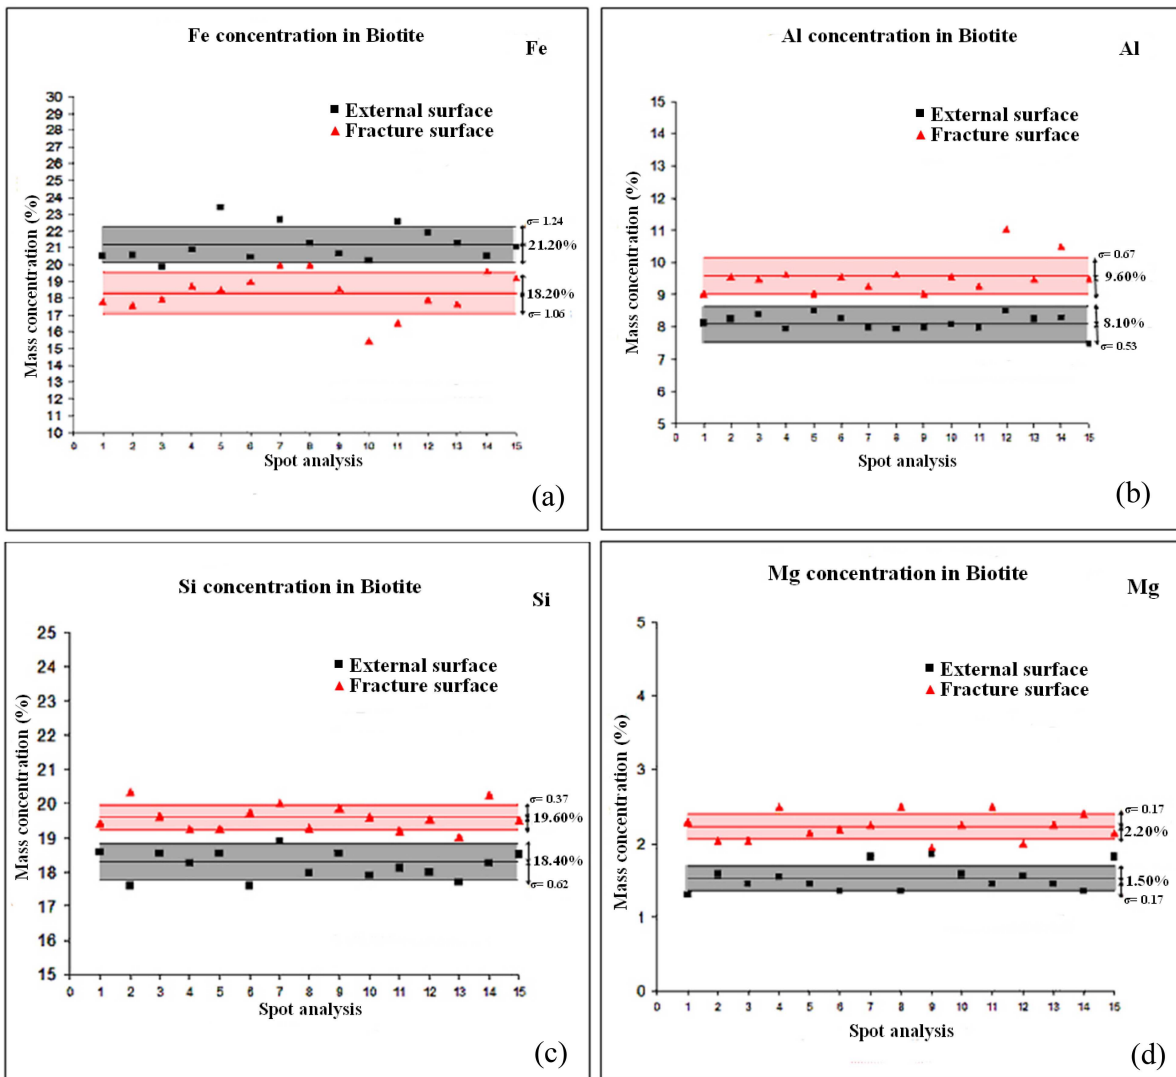 Fe concentration in Biotite
Fe
External surface
Fracture surface
Mass concentration (%)
30
29
28
27
26
25
24
23
22
21
20
19
18
17
16
15
14
13
12
11
10
σ= 1.24
21.20%
18.20%
σ= 1.06
0 1 2 3 4 5 6 7 8 9 10 11 12 13 14 15
Spot analysis
(a)
Al concentration in Biotite
Al
External surface
Fracture surface
Mass concentration (%)
15
14
13
12
11
10
9
8
7
6
5
σ= 0.67
9.60%
8.10%
σ= 0.53
0 1 2 3 4 5 6 7 8 9 10 11 12 13 14 15
Spot analysis
(b)
Si concentration in Biotite
Si
External surface
Fracture surface
Mass concentration (%)
25
24
23
22
21
20
19
18
17
16
15
σ= 0.37
19.60%
18.40%
σ= 0.62
0 1 2 3 4 5 6 7 8 9 10 11 12 13 14 15
Spot analysis
(c)
Mg concentration in Biotite
Mg
External surface
Fracture surface
Mass concentration (%)
5
4
3
2
1
0
σ= 0.17
2.20%
1.50%
σ= 0.17
0 1 2 3 4 5 6 7 8 9 10 11 12 13 14 15
Spot analysis
(d)